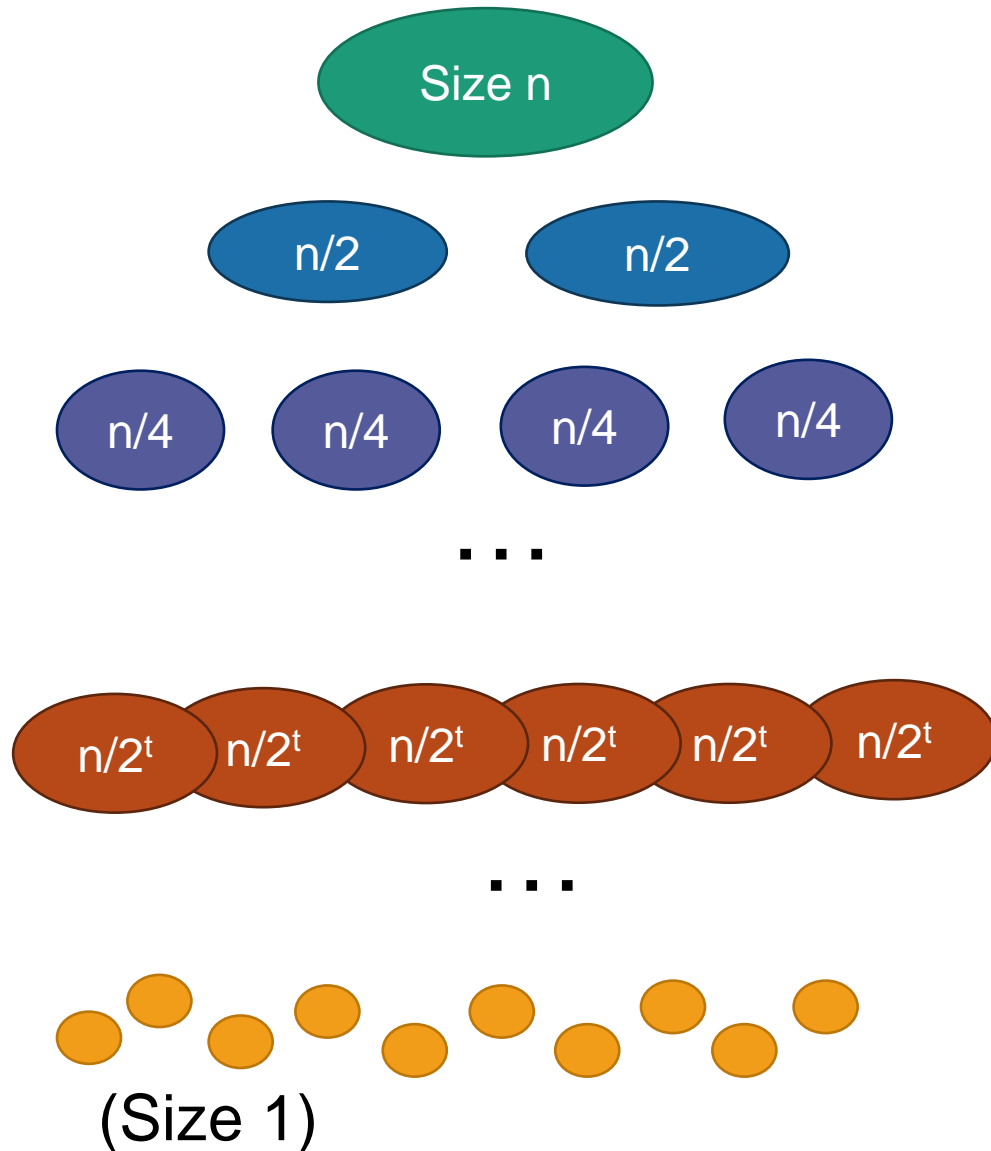 Size n
n/2 n/2
n/4 n/4 n/4 n/4
...
n/2ᵗ n/2ᵗ n/2ᵗ n/2ᵗ n/2ᵗ n/2ᵗ
...
(Size 1)